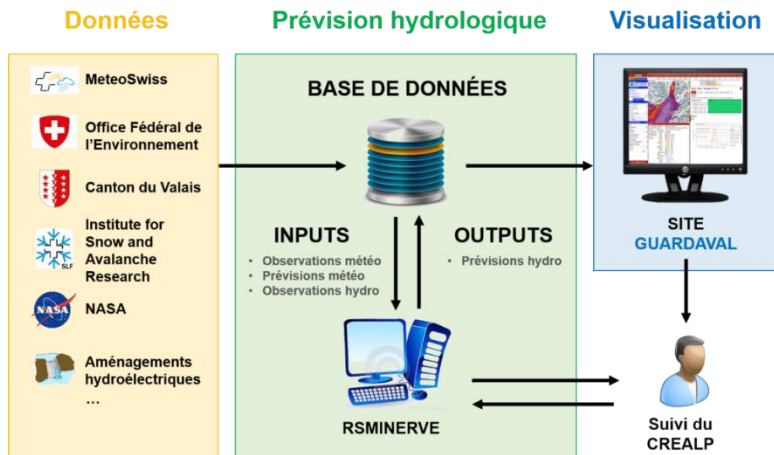 Données
Prévision hydrologique
Visualisation
MeteoSwiss
Office Fédéral de
l'Environnement
Canton du Valais
Institute for
Snow and
Avalanche
Research
SLF
NASA
NASA
Aménagements
hydroélectriques
…
BASE DE DONNÉES
INPUTS
• Observations météo
• Prévisions météo
• Observations hydro
OUTPUTS
• Prévisions hydro
RSMINERVE
SITE
GUARDAVAL
Suivi du
CREALP